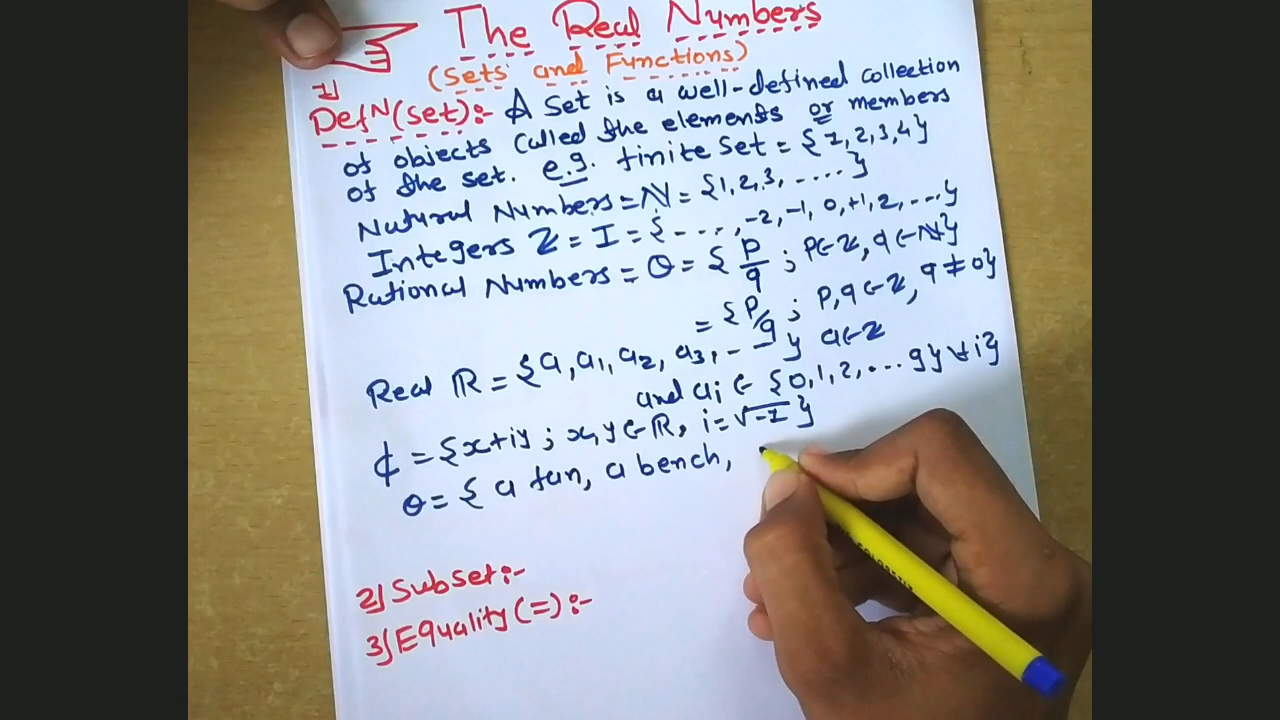 The Real Numbers
(Sets and Functions)
1)
Defᴺ(set):- A set is a well-defined collection
of objects called the elements or members
of the set. e.g. finite set = {1,2,3,4}
Natural Numbers = N = {1,2,3, .....}
Integers Z = I = {- ...., -2, -1, 0, +1, 2, ...}
Rational Numbers = Q = { p/q ; p∈Z, q∈N}
= {p/q ; p,q∈Z, q≠0}
Real ℝ = {a, a₁, a₂, a₃, - - } a∈Z
and aᵢ ∈ {0,1,2, ... 9} ∀ i}
₵ = {x+iy ; x,y∈ℝ, i=√-1 }
θ = { a fan, a bench,
2) Subset:-
3) Equality (=) :-